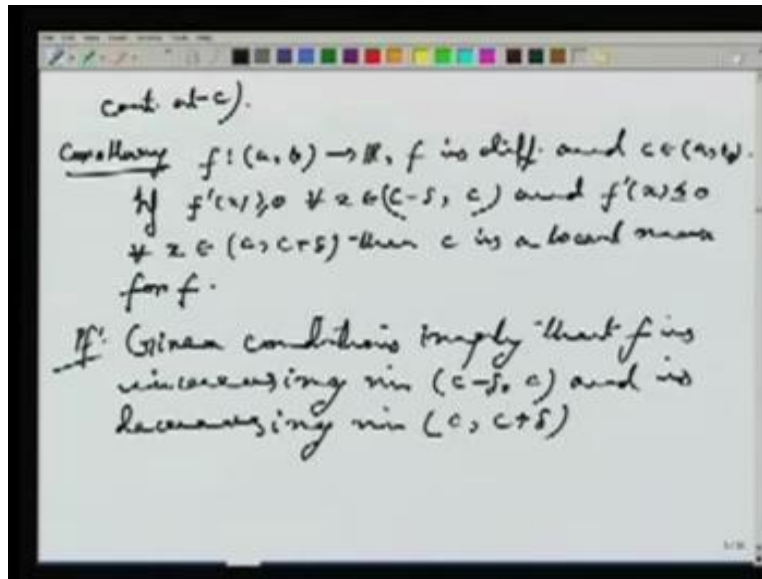 cont. at c).
Corollary f: (a, b) → ℝ, f is diff. and c ∈ (a, b).
If f'(x) ≥ 0 ∀ x ∈ (c-δ, c) and f'(x) ≤ 0
∀ x ∈ (c, c+δ) then c is a local max
for f.
Pf: Given conditions imply that f is
increasing in (c-δ, c) and is
decreasing in (c, c+δ)